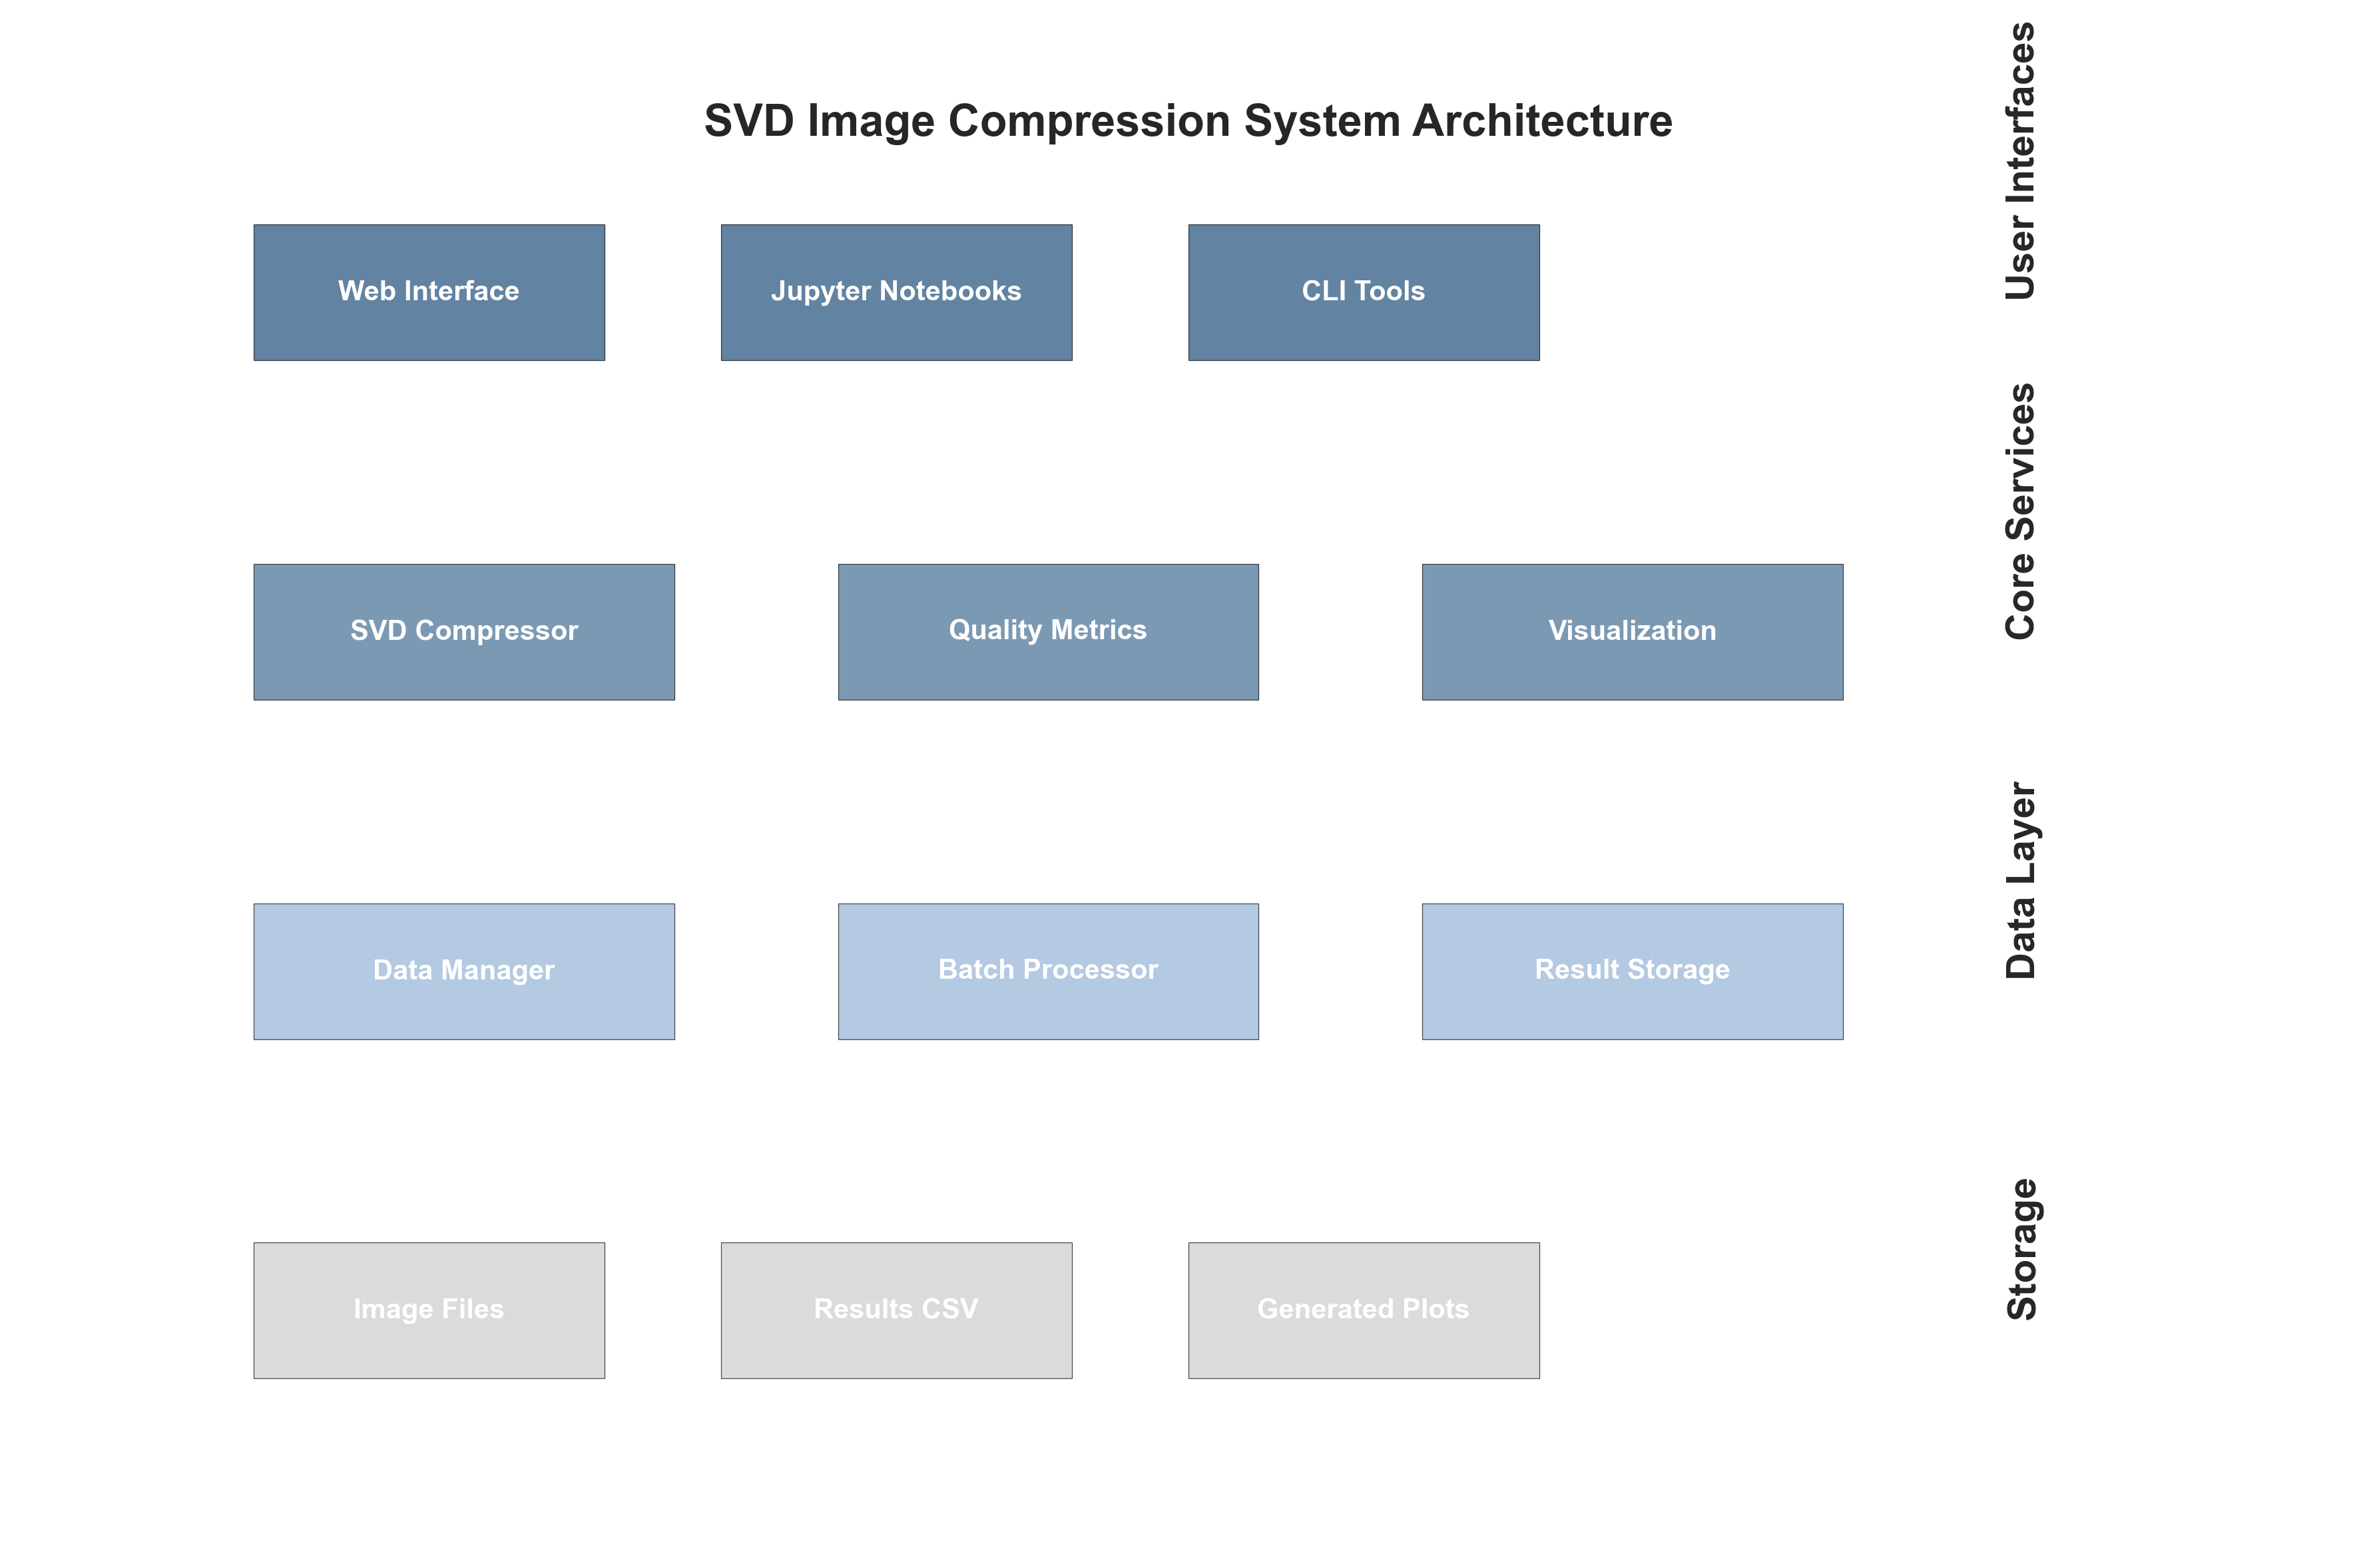 SVD Image Compression System Architecture
User Interfaces
Web Interface
Jupyter Notebooks
CLI Tools
Core Services
SVD Compressor
Quality Metrics
Visualization
Data Layer
Data Manager
Batch Processor
Result Storage
Storage
Image Files
Results CSV
Generated Plots